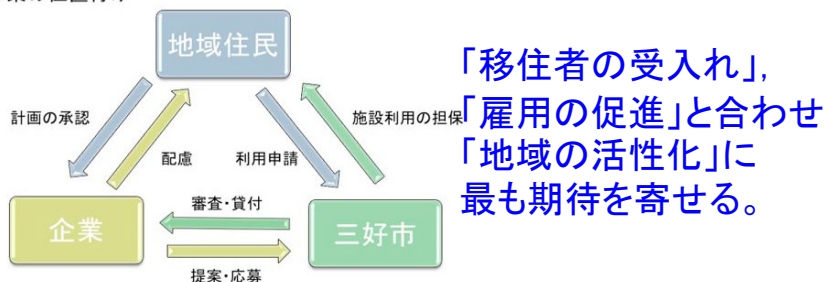 地域住民
計画の承認
配慮
利用申請
施設利用の担保
企業
審査・貸付
提案・応募
三好市
「移住者の受入れ」,
「雇用の促進」と合わせ
「地域の活性化」に
最も期待を寄せる。